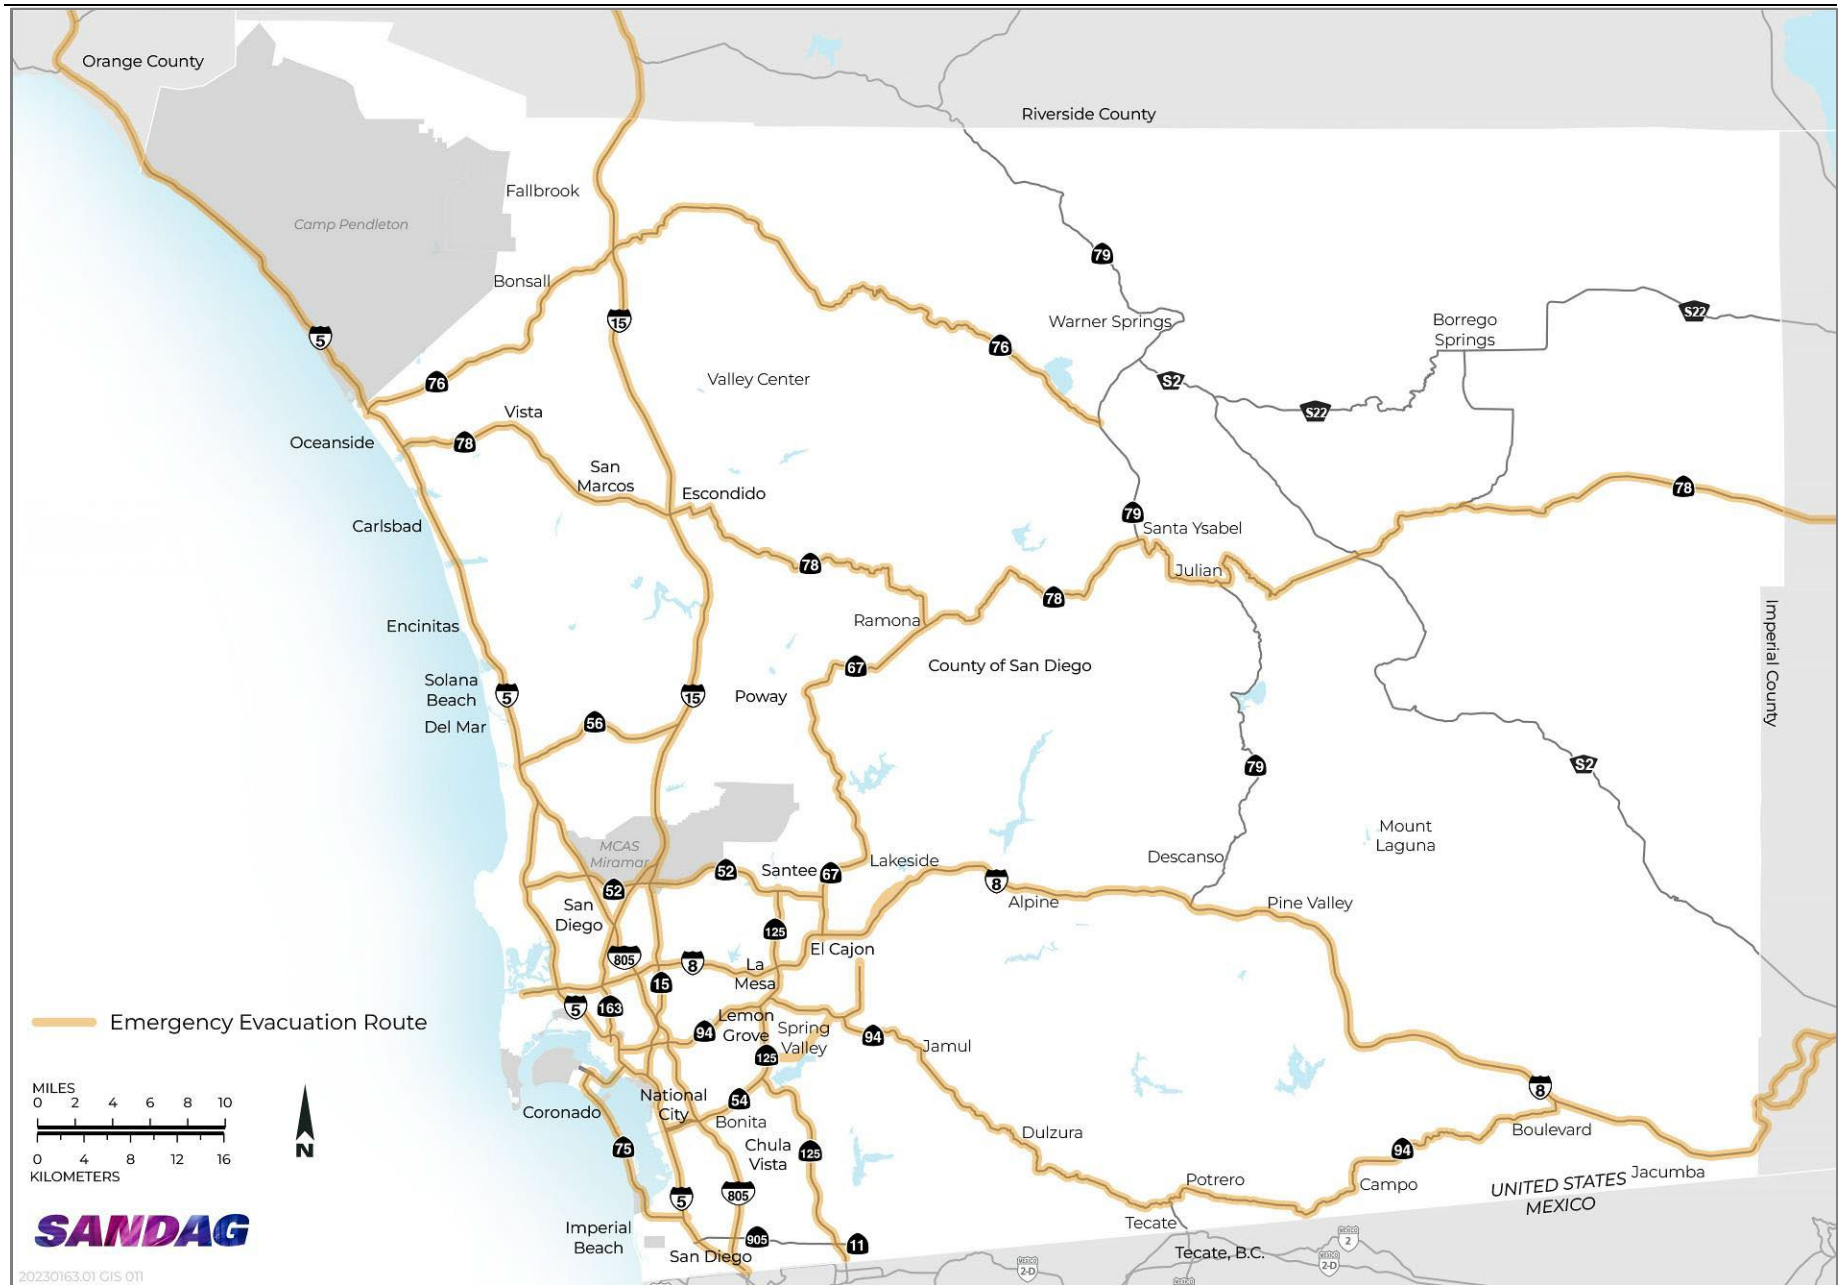 Orange County
Riverside County
Fallbrook
Camp Pendleton
79
Bonsall
S22
15
Warner Springs
Borrego
Springs
5
76
76
Valley Center
S2
Vista
S22
Oceanside
78
San
Marcos
Escondido
78
Carlsbad
79
Santa Ysabel
78
Julian
78
Ramona
Encinitas
Imperial County
67
County of San Diego
Solana
Beach
5
15
Poway
Del Mar
56
79
S2
MCAS
Miramar
Mount
Laguna
Descanso
Lakeside
52
Santee
67
8
52
Alpine
Pine Valley
San
Diego
125
El Cajon
805
8
La
Mesa
15
5
163
Emergency Evacuation Route
Lemon
Grove
94
Spring
Valley
94
Jamul
125
8
MILES
0 2 4 6 8 10
National
City
54
Coronado
Bonita
Dulzura
Boulevard
0 4 8 12 16
KILOMETERS
N
75
Chula
Vista
125
94
Potrero
Campo
UNITED STATES
MEXICO
Jacumba
5
805
SANDAG
Imperial
Beach
Tecate
905
11
San Diego
Tecate, B.C.
2
2-D
2-D
20230163.01 GIS 011